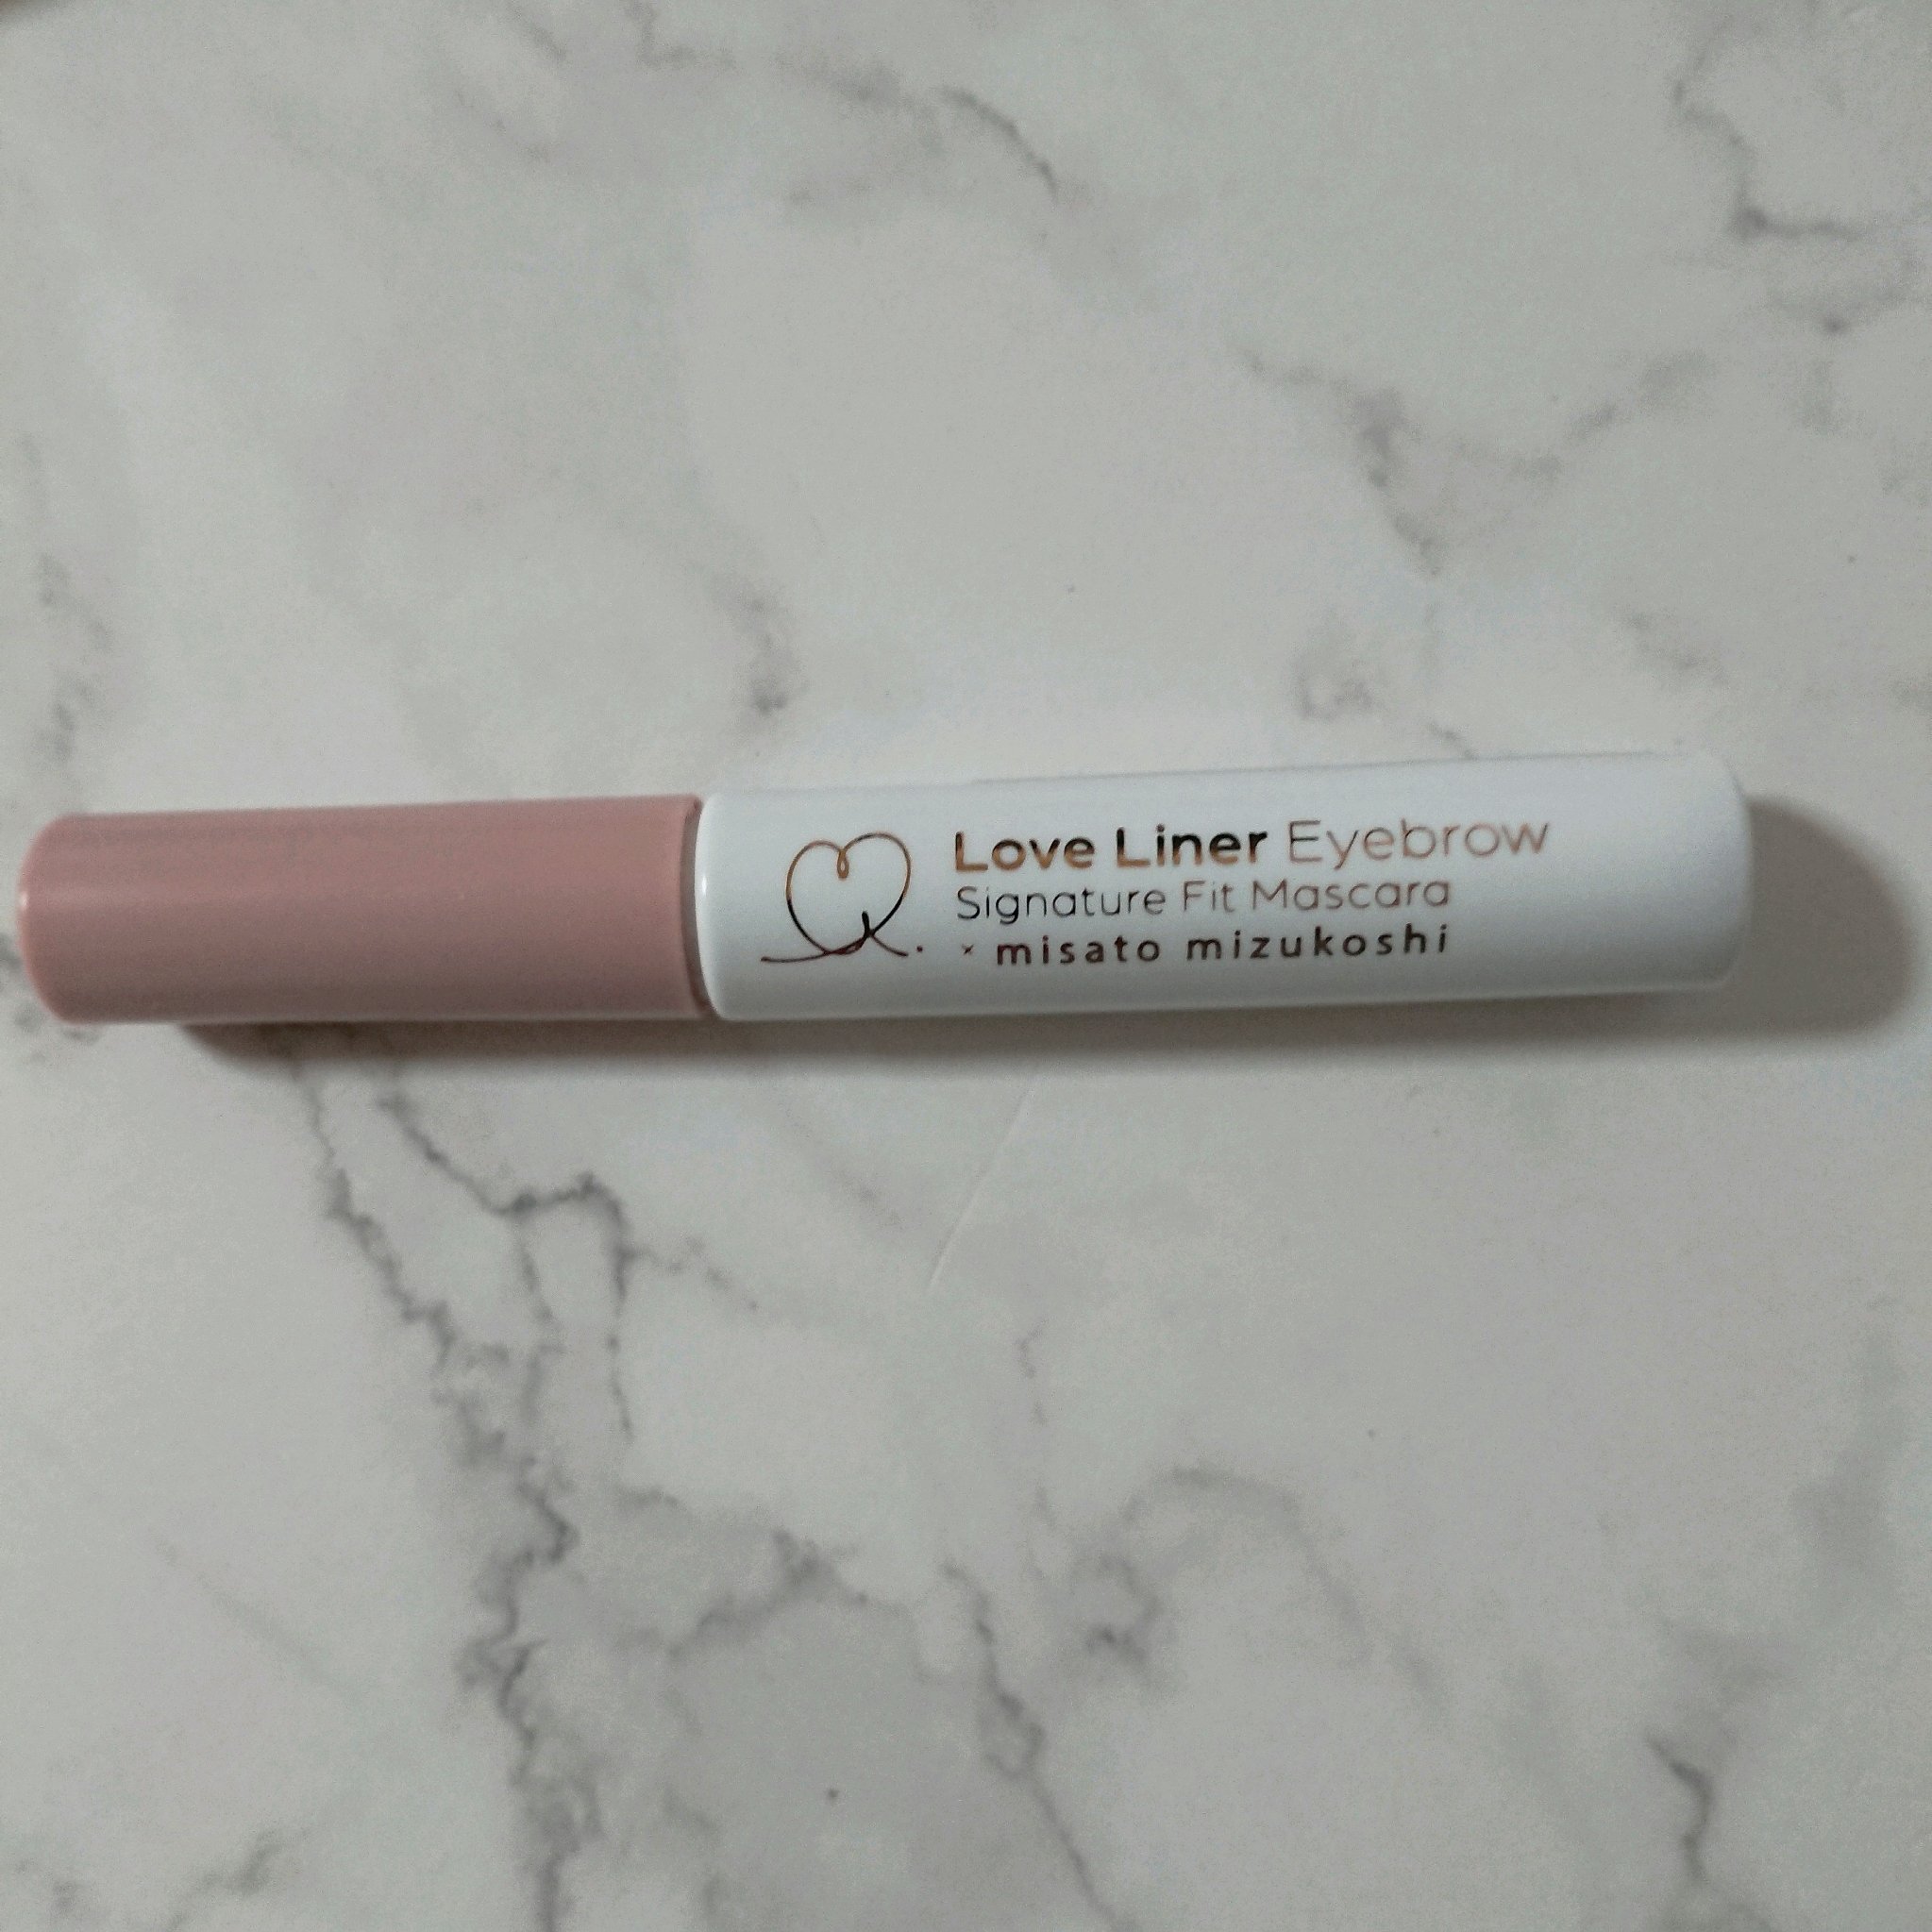 Love Liner Eyebrow
Signature Fit Mascara
× misato mizukoshi